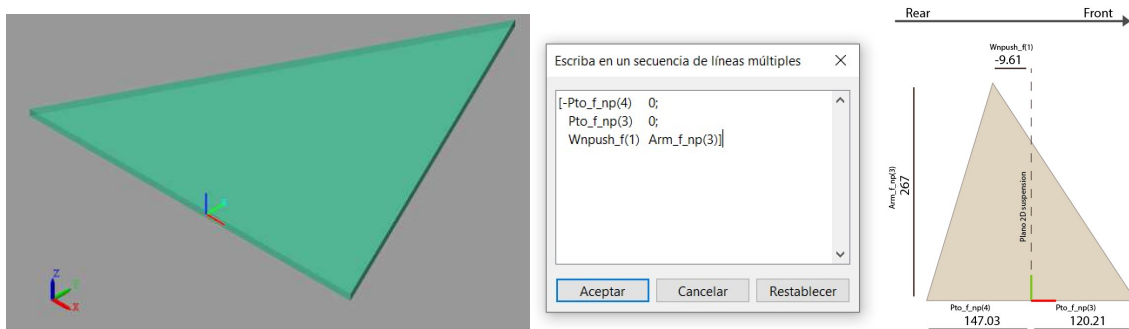 z
x
Escriba en un secuencia de líneas múltiples
[-Pto_f_np(4) 0;
Pto_f_np(3) 0;
Wnpush_f(1) Arm_f_np(3)]
Aceptar
Cancelar
Restablecer
Rear
Front
Wnpush_f(1)
-9.61
Arm_f_np(3)
267
Plano 2D suspension
Pto_f_np(4)
147.03
Pto_f_np(3)
120.21